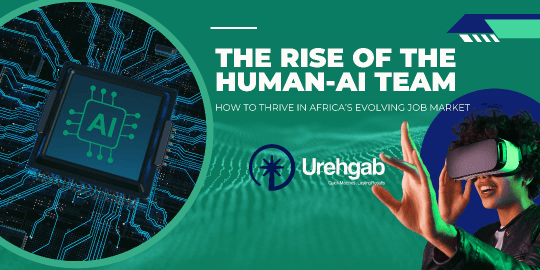 THE RISE OF THE
HUMAN-AI TEAM
HOW TO THRIVE IN AFRICA'S EVOLVING JOB MARKET
AI
Urehgab